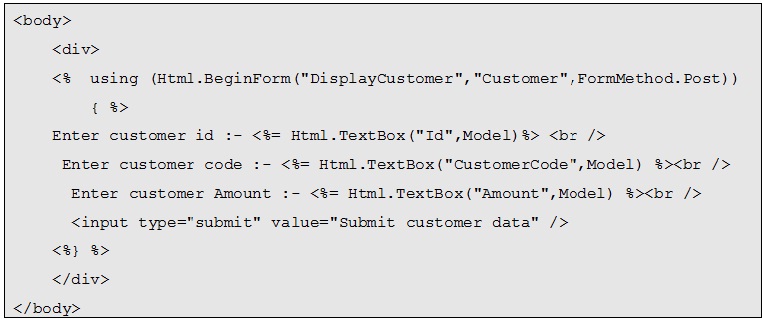 <body>
<div>
<% using (Html.BeginForm("DisplayCustomer","Customer",FormMethod.Post))
{ %>
Enter customer id :- <%= Html.TextBox("Id",Model)%> <br />
Enter customer code :- <%= Html.TextBox("CustomerCode",Model) %><br />
Enter customer Amount :- <%= Html.TextBox("Amount",Model) %><br />
<input type="submit" value="Submit customer data" />
<%} %>
</div>
</body>